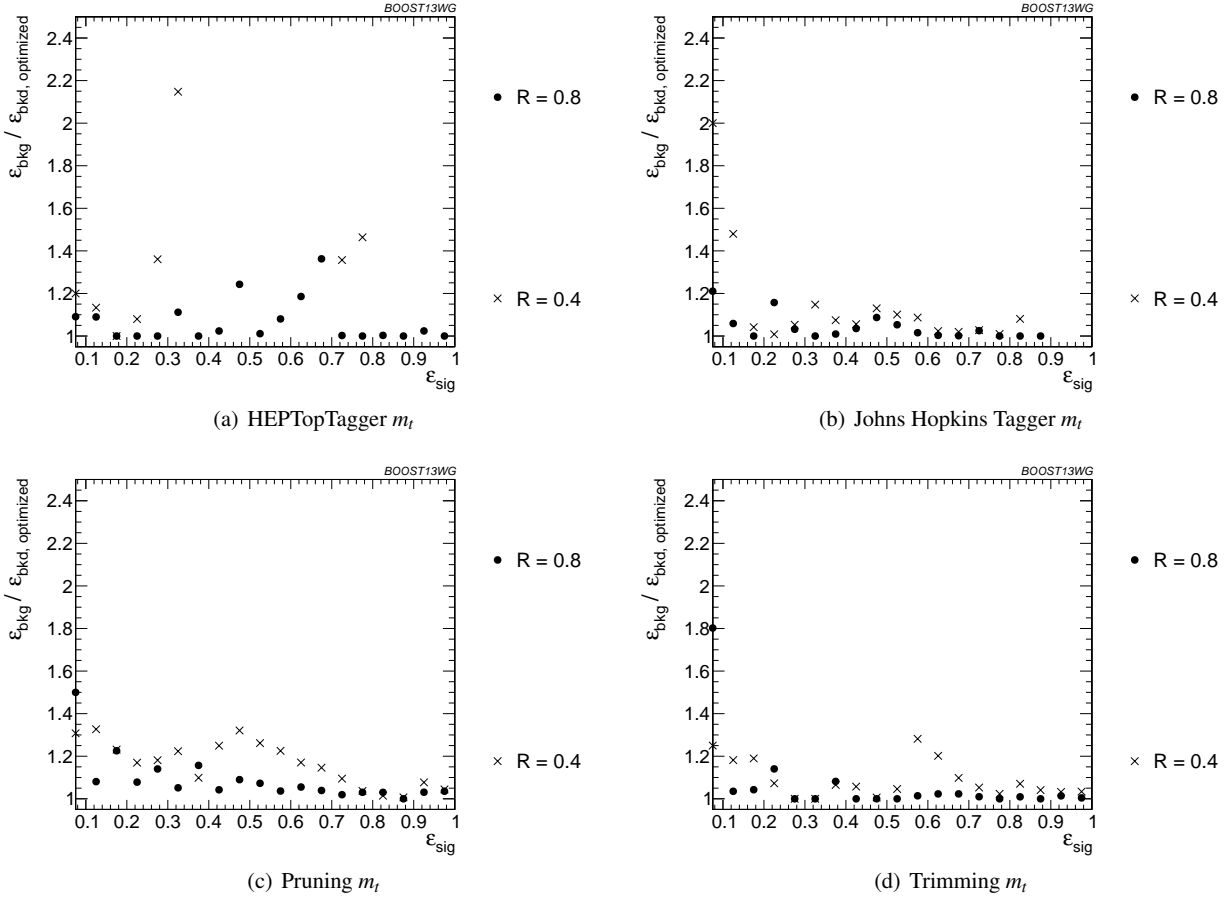 BOOST13WG
ε_bkg / ε_bkd, optimized
2.4
2.2
2
1.8
1.6
1.4
1.2
1
0.1 0.2 0.3 0.4 0.5 0.6 0.7 0.8 0.9 1
ε_sig
R = 0.8
R = 0.4
(a) HEPTopTagger m_t
BOOST13WG
ε_bkg / ε_bkd, optimized
2.4
2.2
2
1.8
1.6
1.4
1.2
1
0.1 0.2 0.3 0.4 0.5 0.6 0.7 0.8 0.9 1
ε_sig
R = 0.8
R = 0.4
(b) Johns Hopkins Tagger m_t
BOOST13WG
ε_bkg / ε_bkd, optimized
2.4
2.2
2
1.8
1.6
1.4
1.2
1
0.1 0.2 0.3 0.4 0.5 0.6 0.7 0.8 0.9 1
ε_sig
R = 0.8
R = 0.4
(c) Pruning m_t
BOOST13WG
ε_bkg / ε_bkd, optimized
2.4
2.2
2
1.8
1.6
1.4
1.2
1
0.1 0.2 0.3 0.4 0.5 0.6 0.7 0.8 0.9 1
ε_sig
R = 0.8
R = 0.4
(d) Trimming m_t